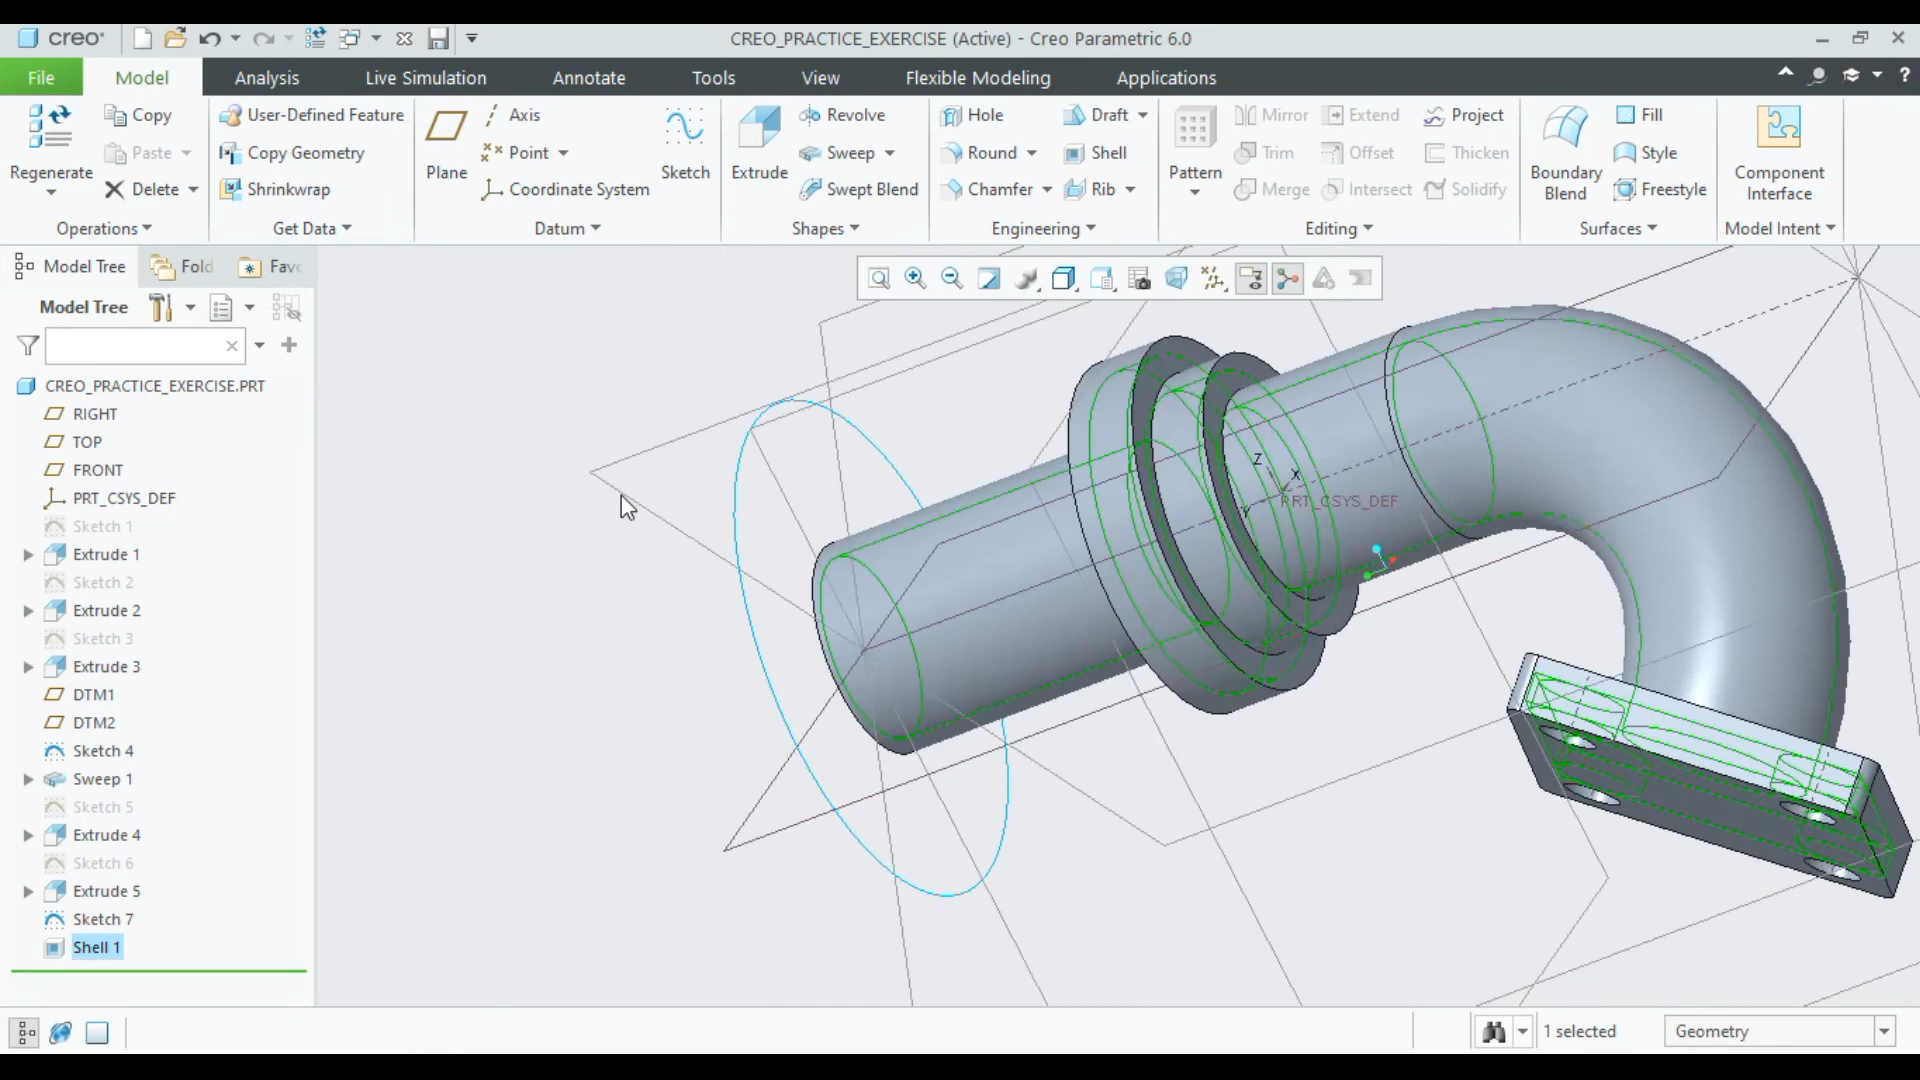 creo
CREO_PRACTICE_EXERCISE (Active) - Creo Parametric 6.0
File Model Analysis Live Simulation Annotate Tools View Flexible Modeling Applications
Regenerate
Copy
Paste
Delete
Operations
User-Defined Feature
Copy Geometry
Shrinkwrap
Get Data
Plane
Axis
Point
Coordinate System
Sketch
Datum
Extrude
Revolve
Sweep
Swept Blend
Shapes
Hole
Round
Chamfer
Draft
Shell
Rib
Engineering
Pattern
Mirror
Trim
Merge
Extend
Offset
Intersect
Project
Thicken
Solidify
Editing
Boundary
Blend
Fill
Style
Freestyle
Surfaces
Component
Interface
Model Intent
Model Tree Fold Favo
Model Tree
CREO_PRACTICE_EXERCISE.PRT
RIGHT
TOP
FRONT
PRT_CSYS_DEF
Sketch 1
Extrude 1
Sketch 2
Extrude 2
Sketch 3
Extrude 3
DTM1
DTM2
Sketch 4
Sweep 1
Sketch 5
Extrude 4
Sketch 6
Extrude 5
Sketch 7
Shell 1
Z
X
Y
PRT_CSYS_DEF
1 selected
Geometry